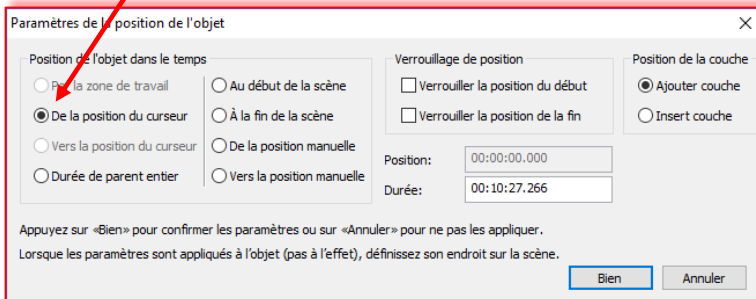 Paramètres de la position de l'objet
Position de l'objet dans le temps
Par la zone de travail
De la position du curseur
Vers la position du curseur
Durée de parent entier
Au début de la scène
À la fin de la scène
De la position manuelle
Vers la position manuelle
Verrouillage de position
Verrouiller la position du début
Verrouiller la position de la fin
Position de la couche
Ajouter couche
Insert couche
Position: 00:00:00.000
Durée: 00:10:27.266
Appuyez sur «Bien» pour confirmer les paramètres ou sur «Annuler» pour ne pas les appliquer.
Lorsque les paramètres sont appliqués à l'objet (pas à l'effet), définissez son endroit sur la scène.
Bien Annuler